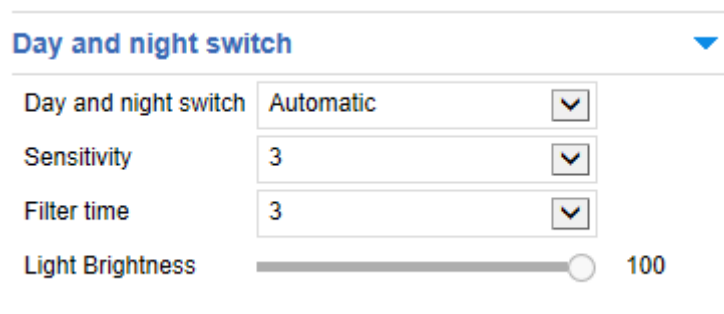 Day and night switch
Day and night switch Automatic
Sensitivity 3
Filter time 3
Light Brightness 100